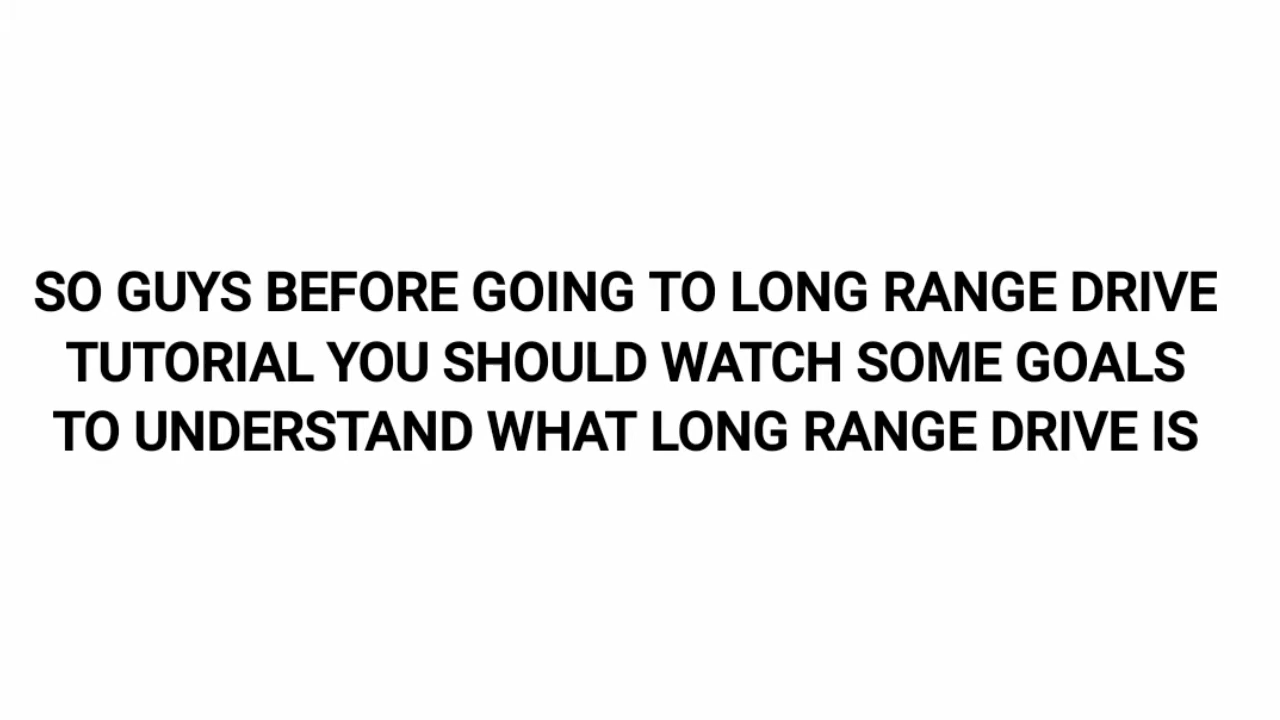 SO GUYS BEFORE GOING TO LONG RANGE DRIVE
TUTORIAL YOU SHOULD WATCH SOME GOALS
TO UNDERSTAND WHAT LONG RANGE DRIVE IS